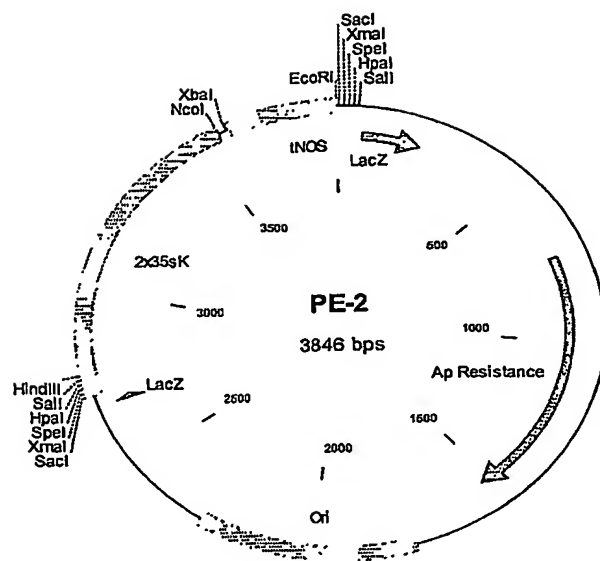 SacI
XmaI
SpeI
HpaI
SalI
EcoRI
XbaI
NcoI
tNOS
LacZ
3500
500
2x35sK
3000
PE-2
1000
3846 bps
Ap Resistance
HindIII
SalI
HpaI
SpeI
XmaI
SacI
LacZ
2500
1500
2000
Ori